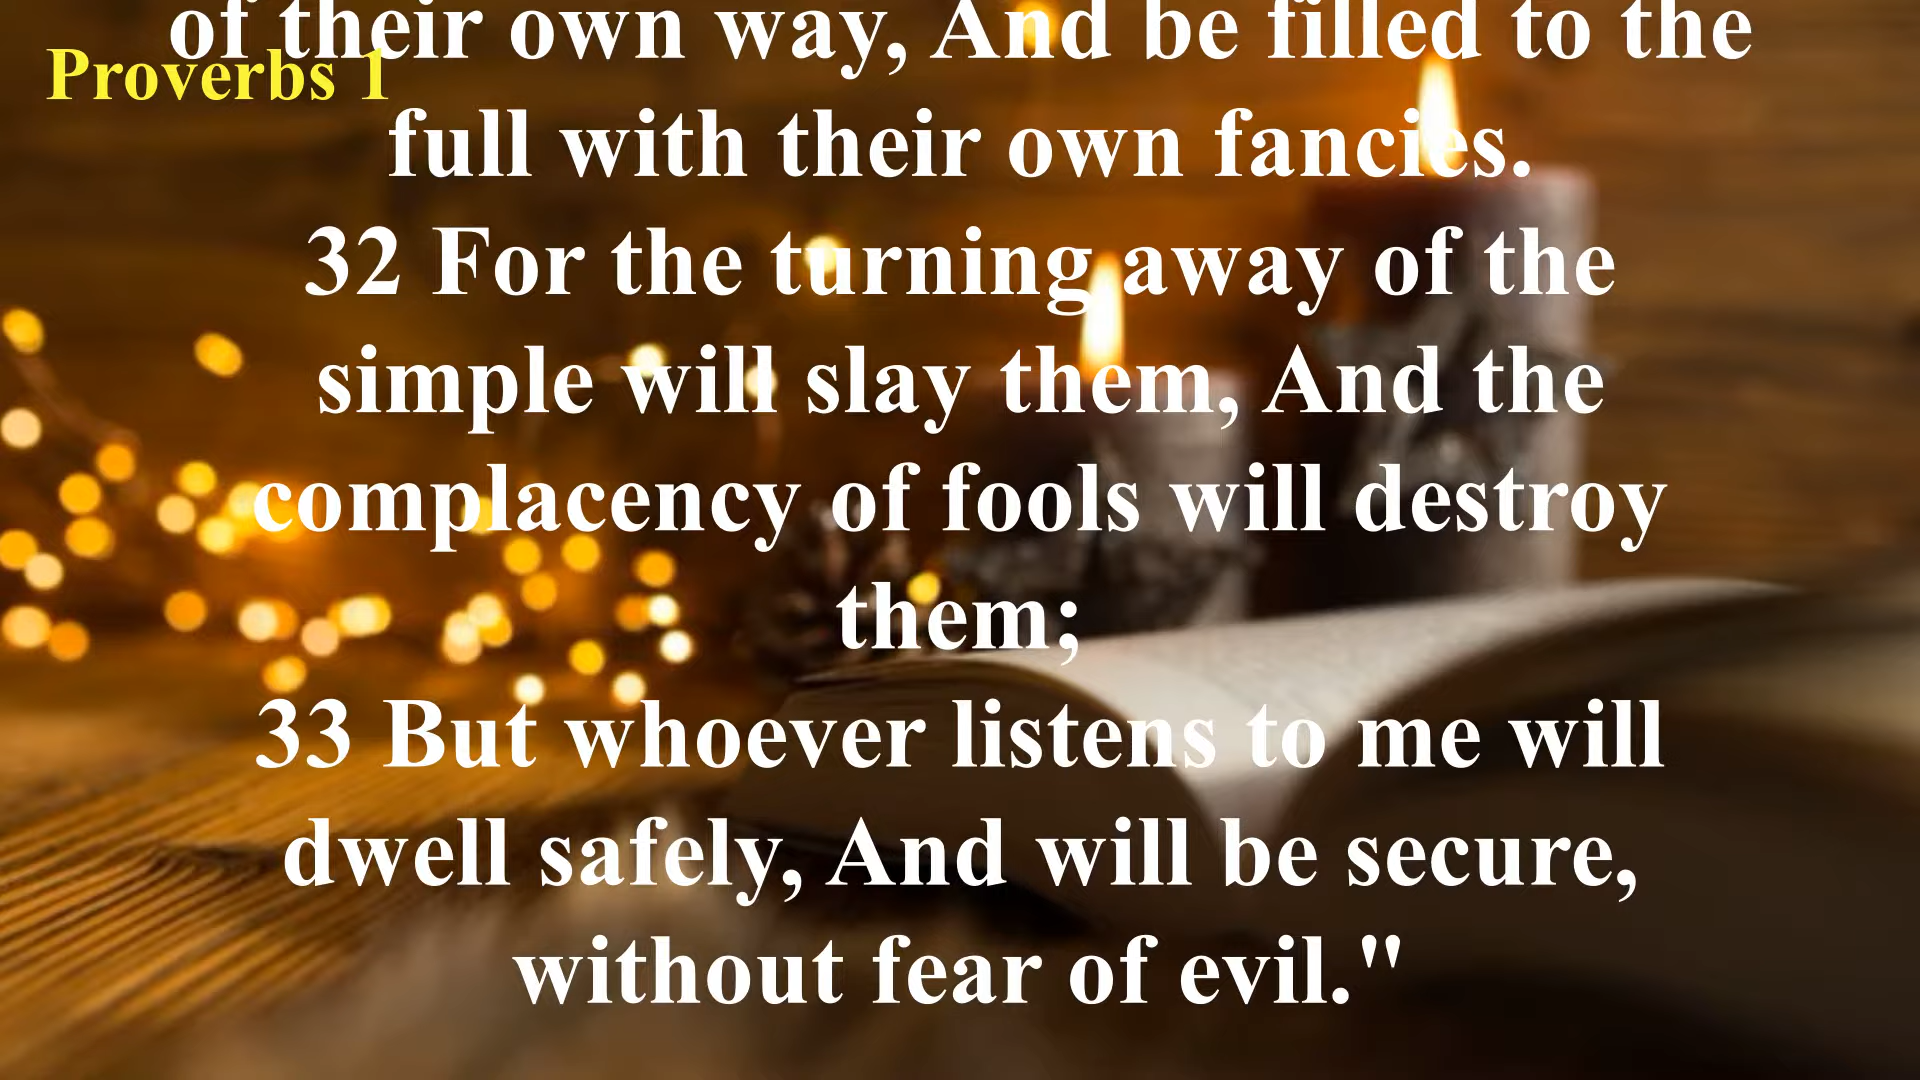 of their own way, And be filled to the
Proverbs 1
full with their own fancies.
32 For the turning away of the
simple will slay them, And the
complacency of fools will destroy
them;
33 But whoever listens to me will
dwell safely, And will be secure,
without fear of evil."